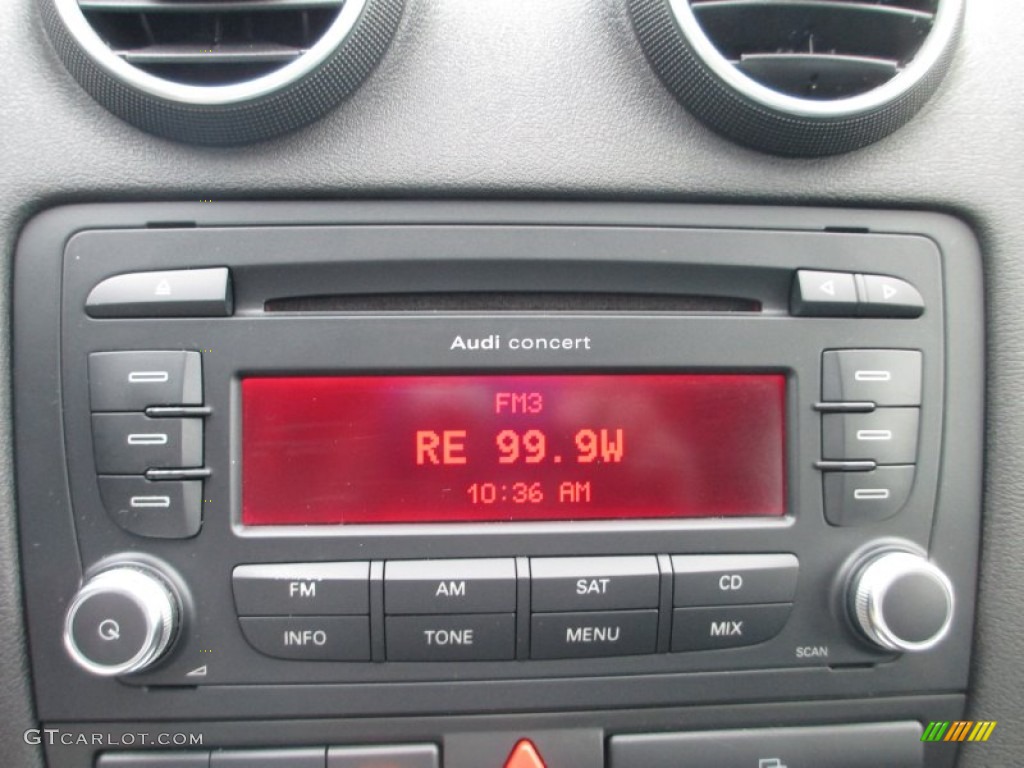 Audi concert
FM3
RE 99.9W
10:36 AM
FM AM SAT CD
INFO TONE MENU MIX
SCAN
GTCARLOT.COM